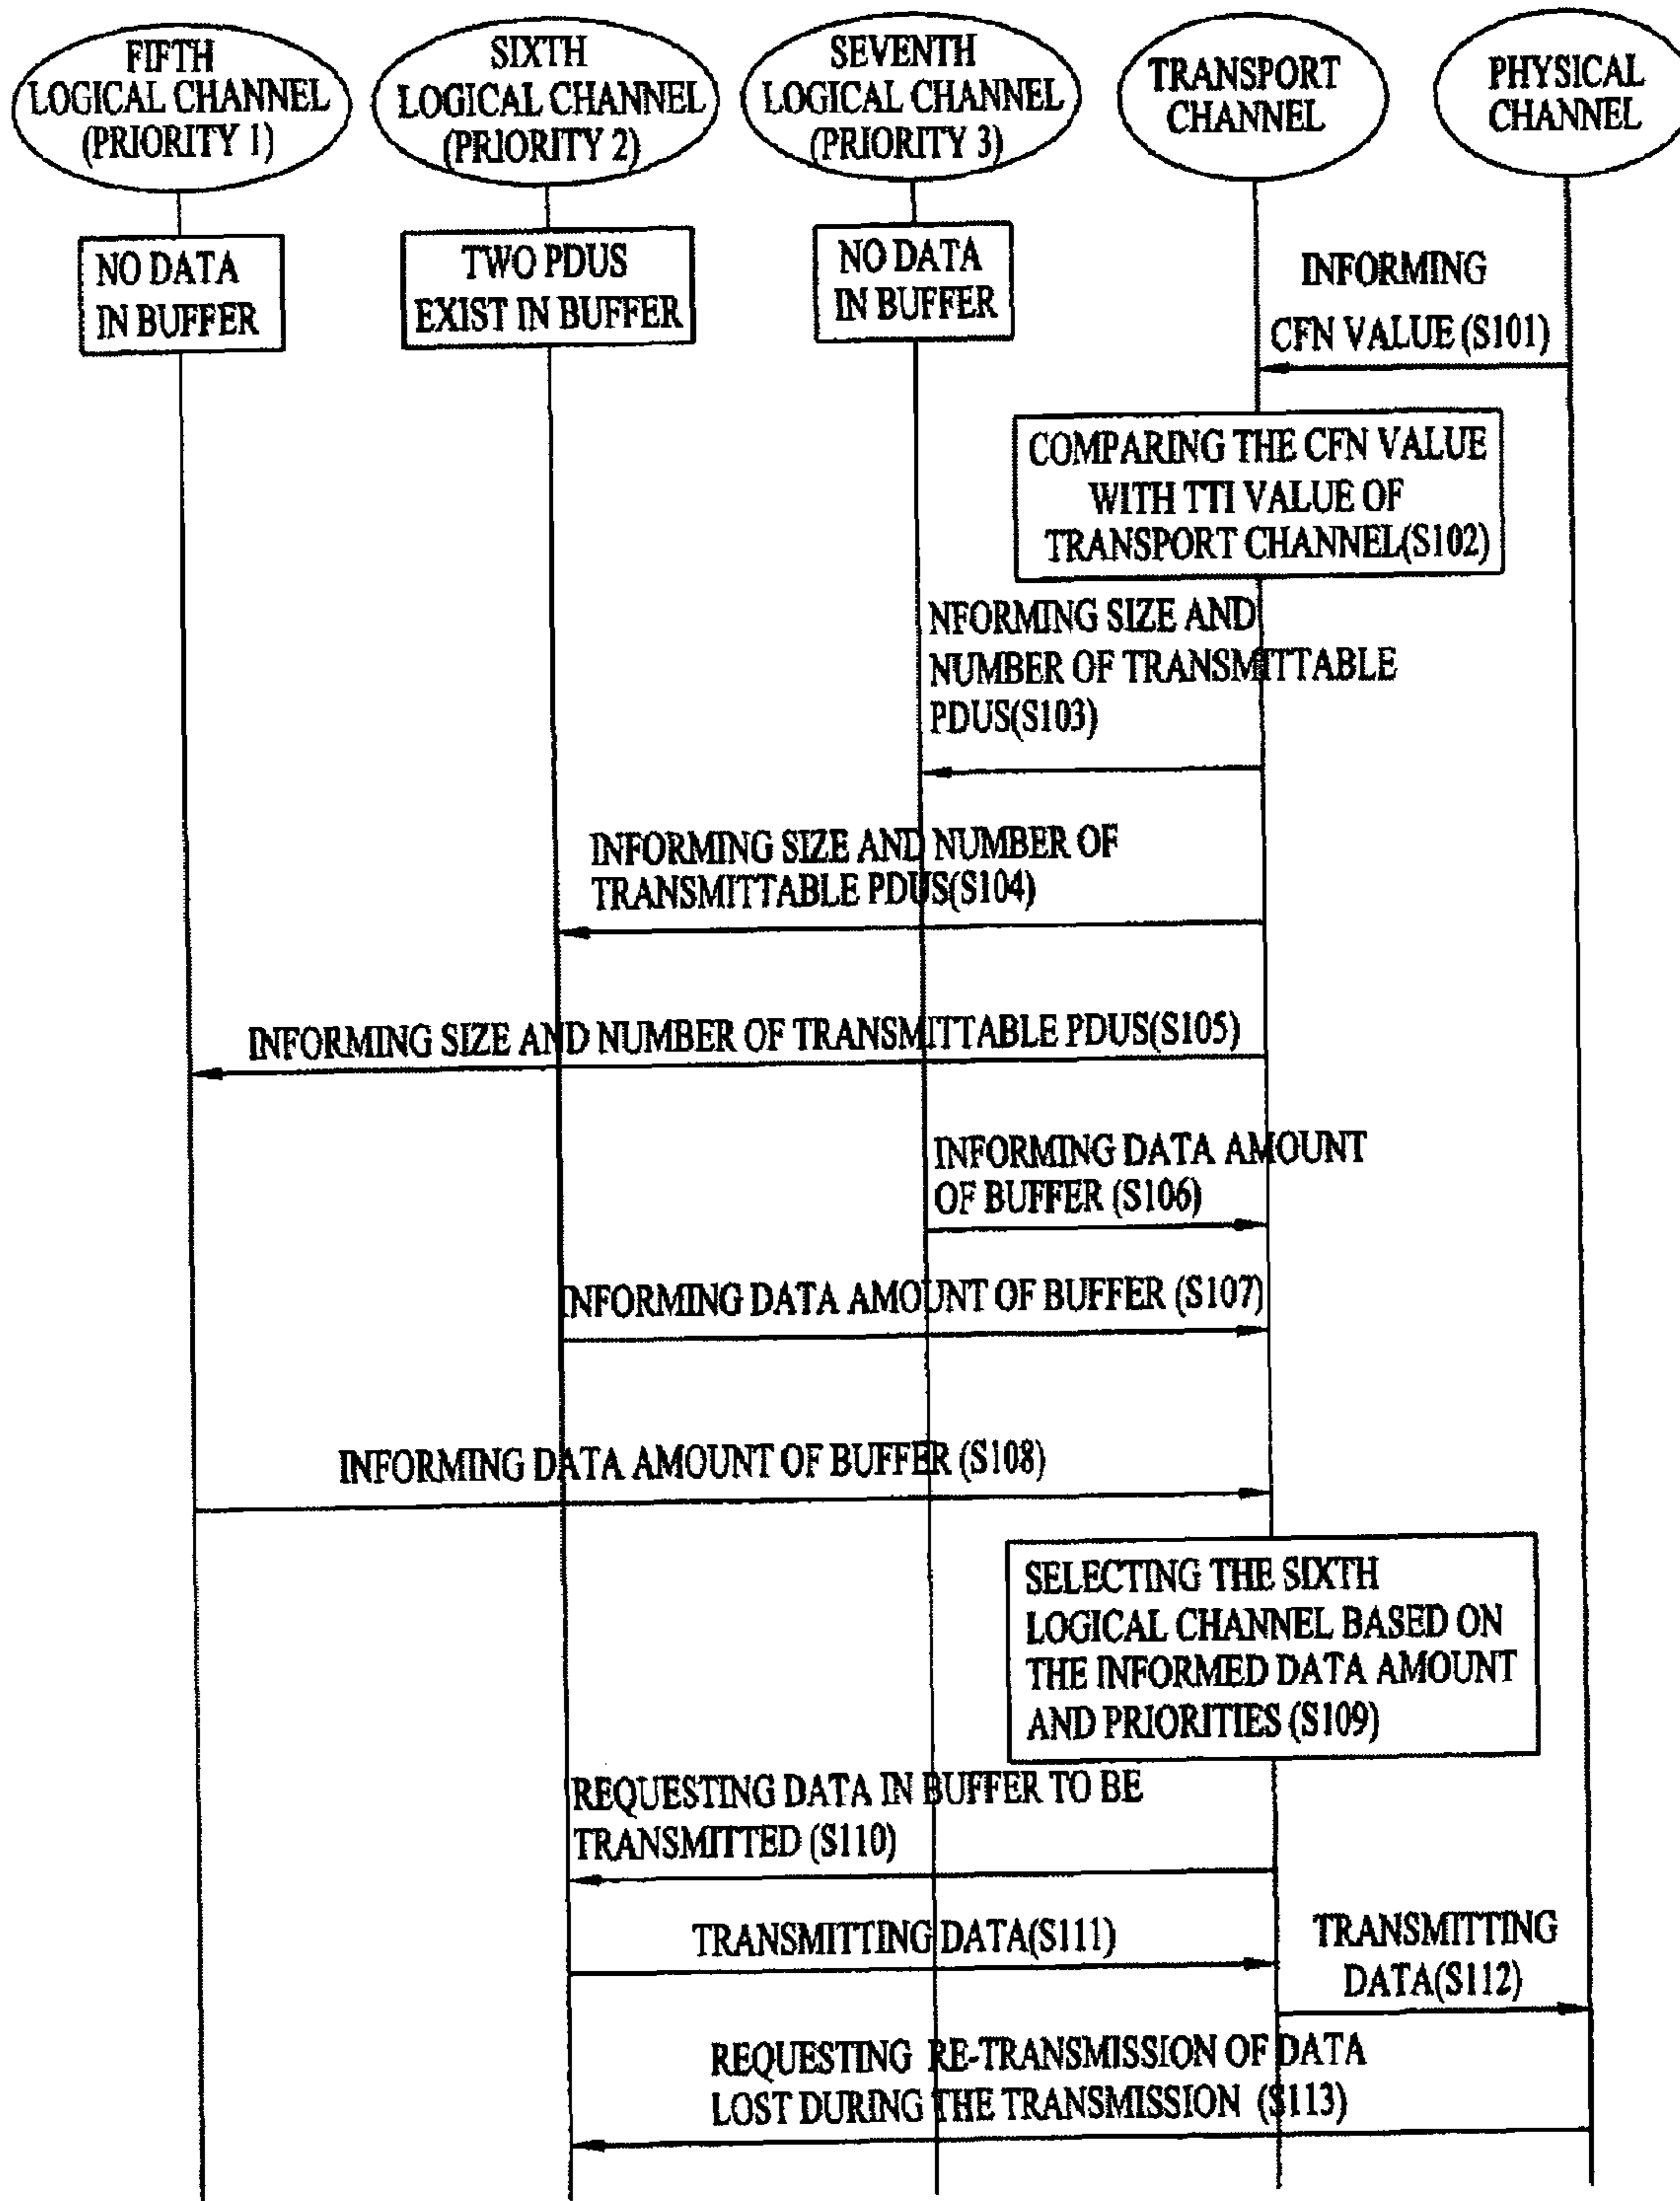 FIFTH
LOGICAL CHANNEL
(PRIORITY 1)
SIXTH
LOGICAL CHANNEL
(PRIORITY 2)
SEVENTH
LOGICAL CHANNEL
(PRIORITY 3)
TRANSPORT
CHANNEL
PHYSICAL
CHANNEL
NO DATA
IN BUFFER
TWO PDUS
EXIST IN BUFFER
NO DATA
IN BUFFER
INFORMING
CFN VALUE (S101)
COMPARING THE CFN VALUE
WITH TTI VALUE OF
TRANSPORT CHANNEL(S102)
NFORMING SIZE AND
NUMBER OF TRANSMITTABLE
PDUS(S103)
INFORMING SIZE AND NUMBER OF
TRANSMITTABLE PDUS(S104)
INFORMING SIZE AND NUMBER OF TRANSMITTABLE PDUS(S105)
INFORMING DATA AMOUNT
OF BUFFER (S106)
INFORMING DATA AMOUNT OF BUFFER (S107)
INFORMING DATA AMOUNT OF BUFFER (S108)
SELECTING THE SIXTH
LOGICAL CHANNEL BASED ON
THE INFORMED DATA AMOUNT
AND PRIORITIES (S109)
REQUESTING DATA IN BUFFER TO BE
TRANSMITTED (S110)
TRANSMITTING DATA(S111)
TRANSMITTING
DATA(S112)
REQUESTING RE-TRANSMISSION OF DATA
LOST DURING THE TRANSMISSION (S113)